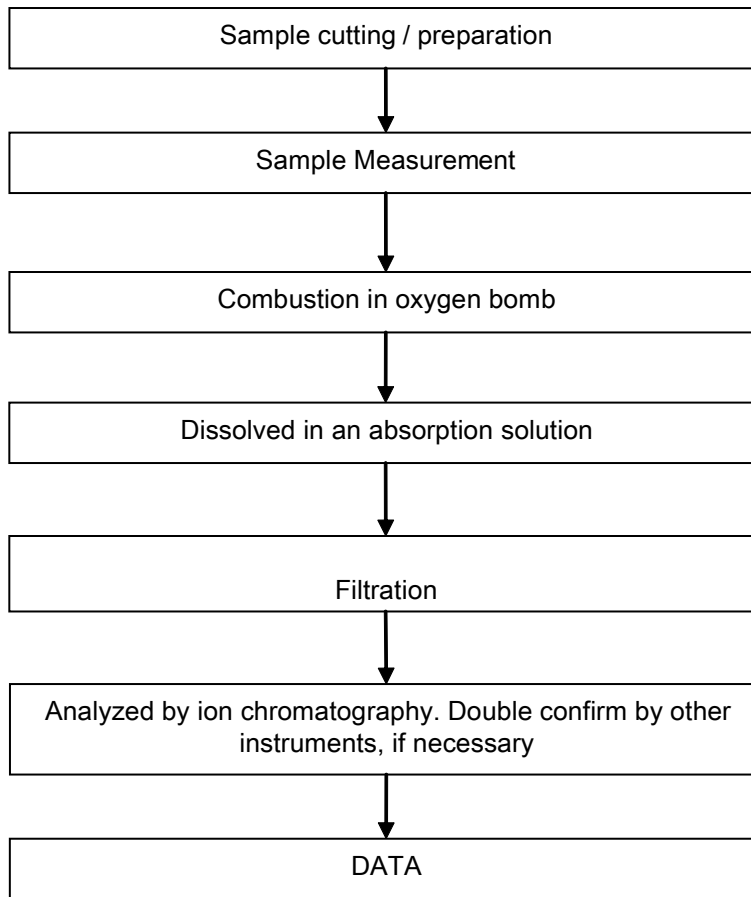 Sample cutting / preparation
Sample Measurement
Combustion in oxygen bomb
Dissolved in an absorption solution
Filtration
Analyzed by ion chromatography. Double confirm by other
instruments, if necessary
DATA